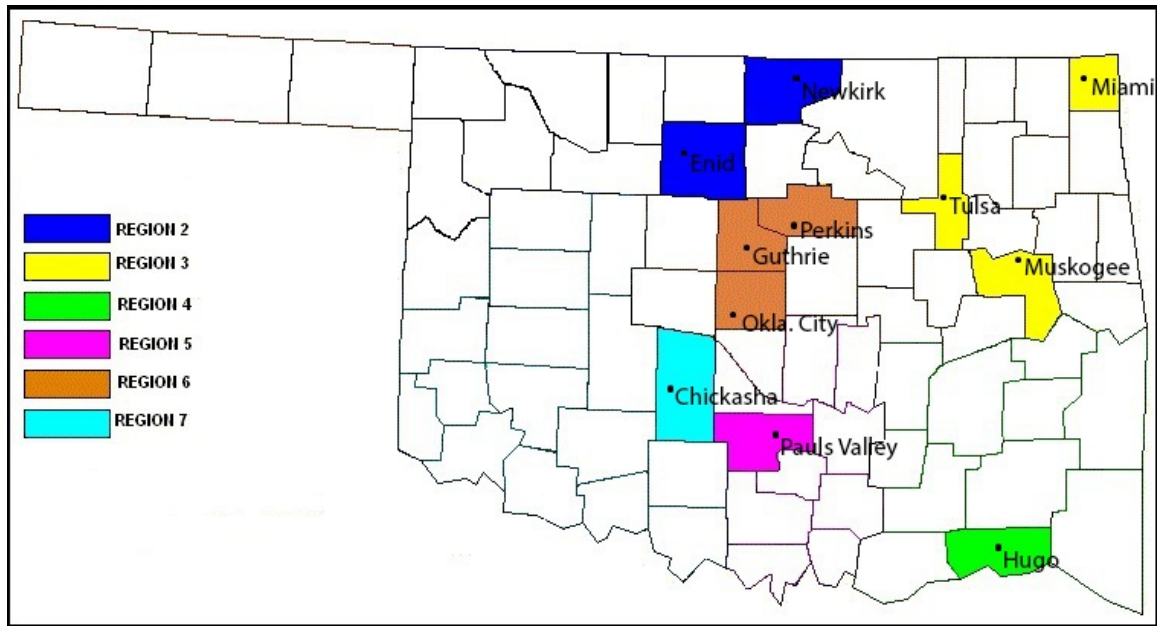 Newkirk
Miami
Enid
Tulsa
REGION 2
Perkins
REGION 3
Guthrie
Muskogee
REGION 4
Okla. City
REGION 5
REGION 6
Chickasha
REGION 7
Pauls Valley
Hugo